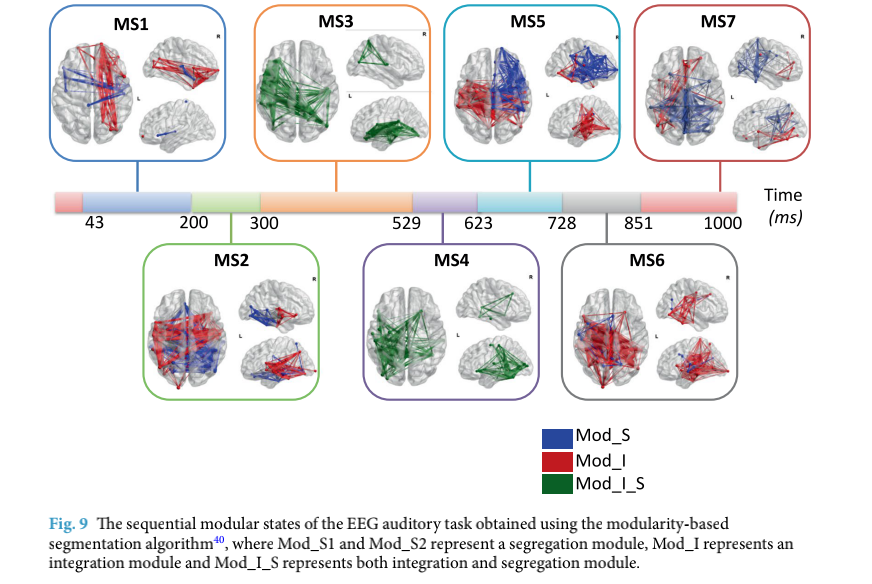 MS1
MS3
MS5
MS7
R
R
R
R
L
L
L
L
43
200
300
529
623
728
851
1000
Time
(ms)
MS2
MS4
MS6
R
R
R
L
L
L
Mod_S
Mod_I
Mod_I_S
Fig. 9 The sequential modular states of the EEG auditory task obtained using the modularity-based
segmentation algorithm40, where Mod_S1 and Mod_S2 represent a segregation module, Mod_I represents an
integration module and Mod_I_S represents both integration and segregation module.